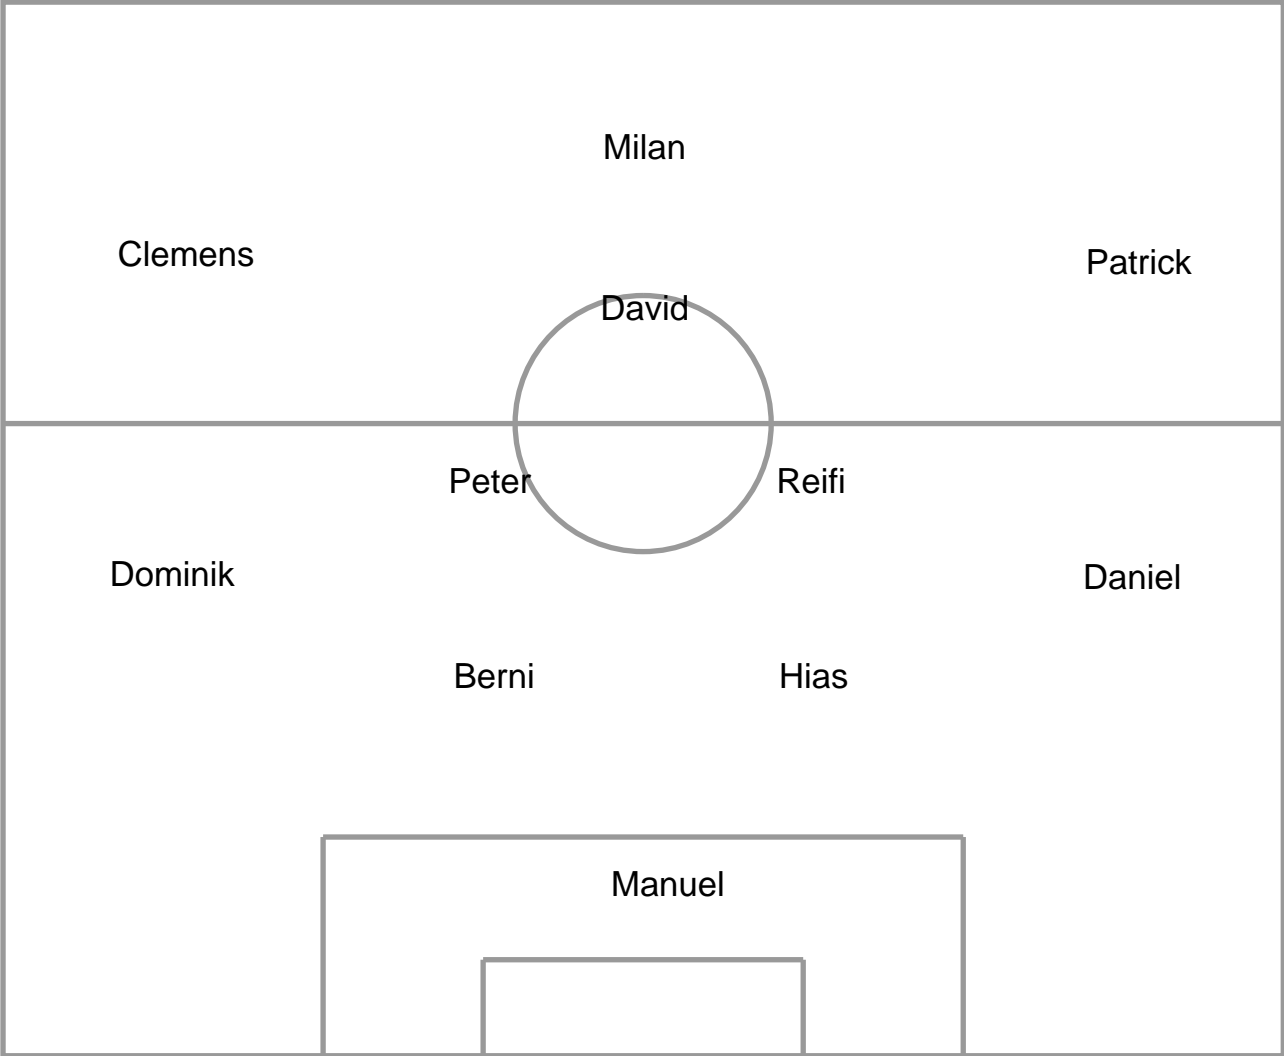 Milan
Clemens
Patrick
David
Peter
Reifi
Dominik
Daniel
Berni
Hias
Manuel